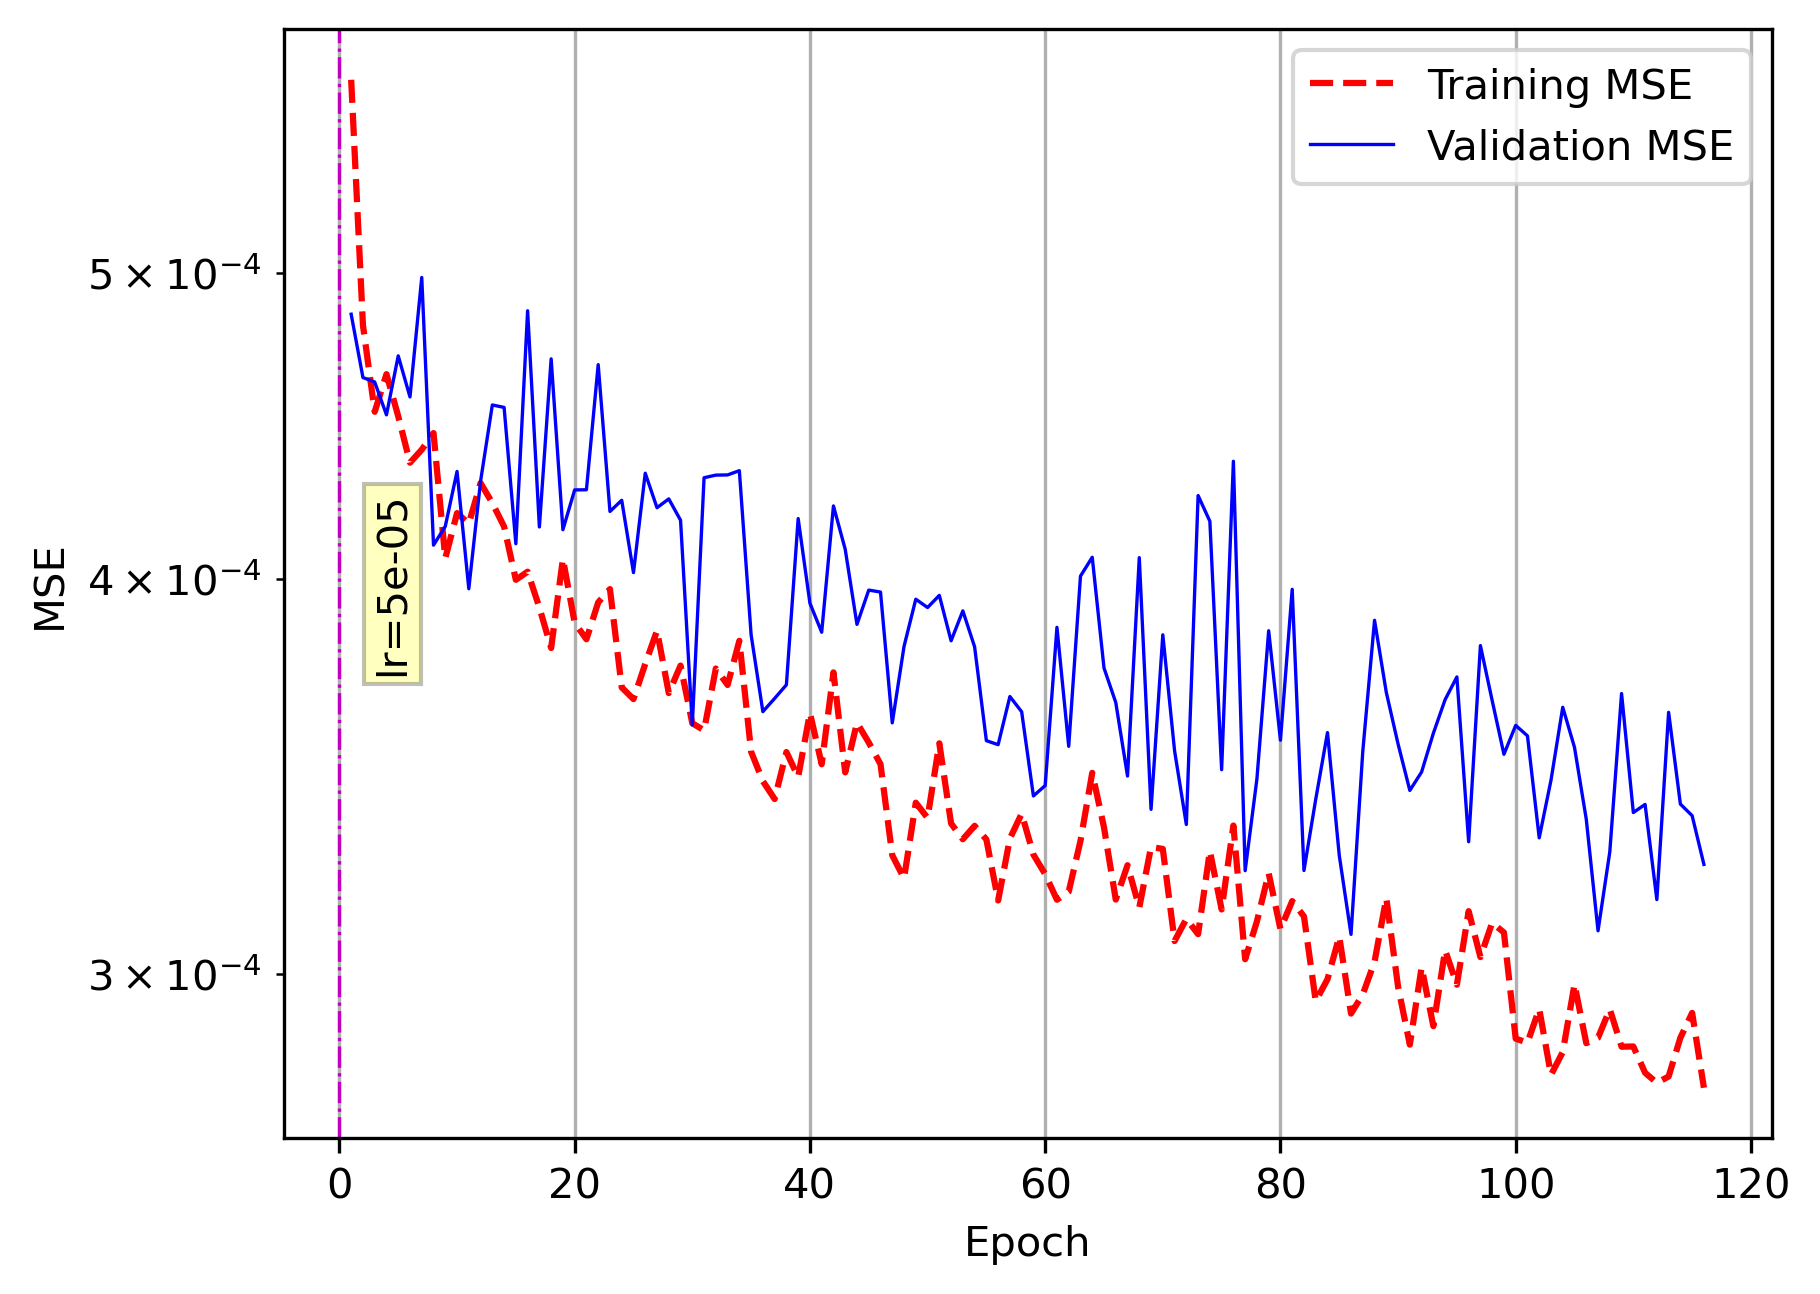 Training MSE
Validation MSE
5 × 10⁻⁴
4 × 10⁻⁴
3 × 10⁻⁴
MSE
lr=5e-05
0 20 40 60 80 100 120
Epoch